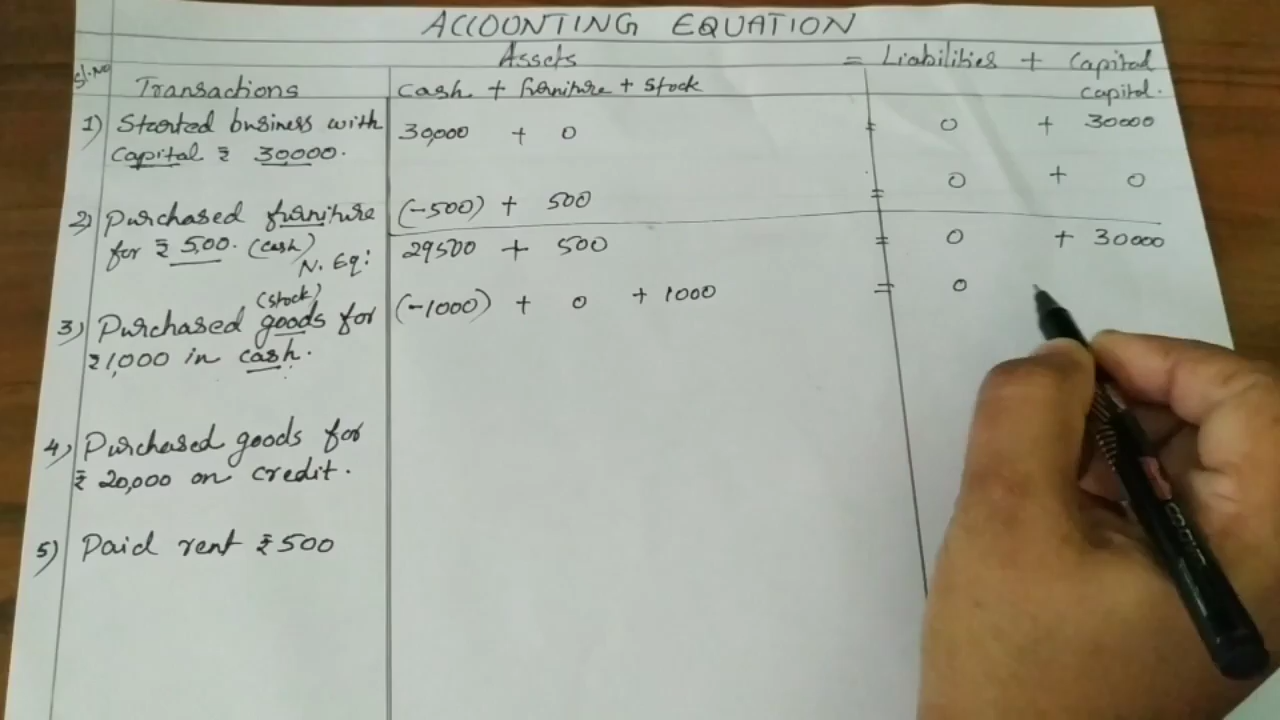 ACCOUNTING EQUATION
Assets = Liabilities + Capital
Sl.No Transactions Cash + furniture + stock capital.
1) Started business with 30,000 + 0 = 0 + 30000
capital ₹ 30000.
2) Purchased furniture (-500) + 500 = 0 + 0
for ₹ 500. (cash)
N. Eq: 29500 + 500 = 0 + 30000
(stock)
3) Purchased goods for (-1000) + 0 + 1000 = 0
₹1,000 in cash.
4) Purchased goods for
₹ 20,000 on credit.
5) Paid rent ₹500